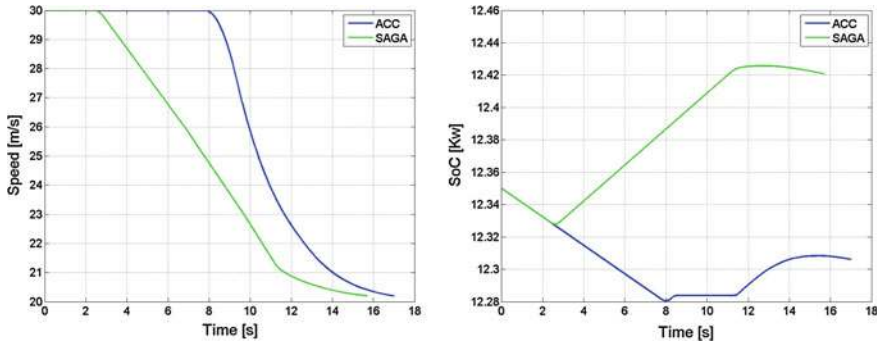 30
29
28
27
26
25
24
23
22
21
20
Speed [m/s]
0 2 4 6 8 10 12 14 16 18
Time [s]
ACC
SAGA
12.46
12.44
12.42
12.4
12.38
12.36
12.34
12.32
12.3
12.28
SoC [Kw]
0 2 4 6 8 10 12 14 16 18
Time [s]
ACC
SAGA